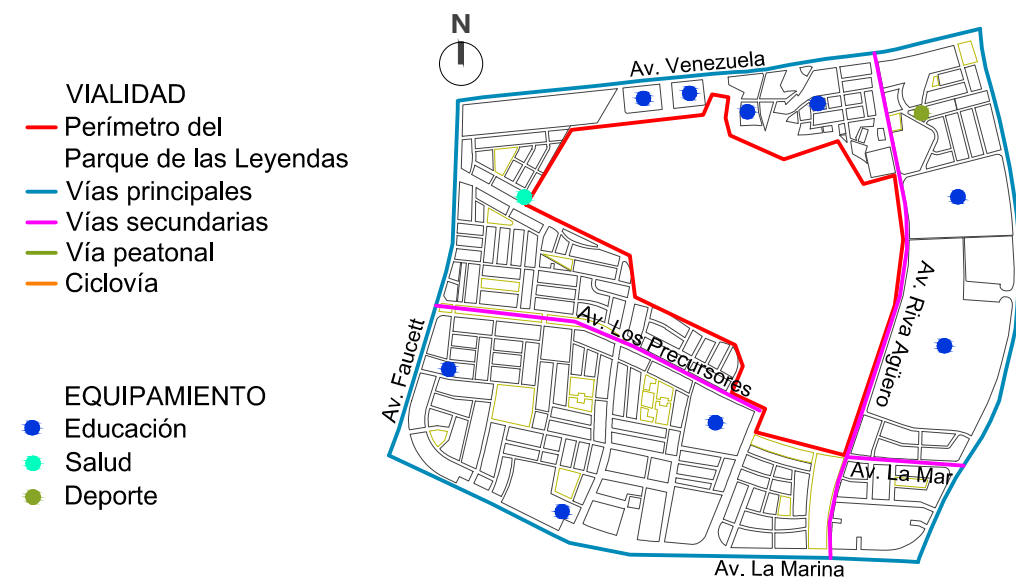 N
VIALIDAD
Perímetro del
Parque de las Leyendas
Vías principales
Vías secundarias
Vía peatonal
Ciclovía
EQUIPAMIENTO
Educación
Salud
Deporte
Av. Venezuela
Av. Riva Agüero
Av. Los Precursores
Av. Faucett
Av. La Mar
Av. La Marina